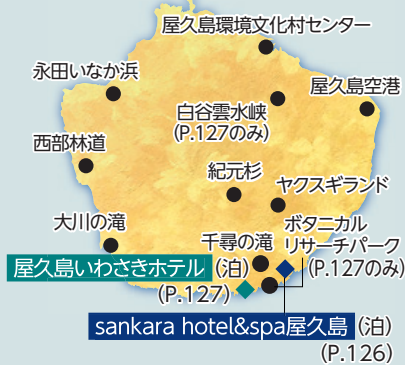 屋久島環境文化村センター
永田いなか浜
屋久島空港
白谷雲水峡
(P.127のみ)
西部林道
紀元杉
ヤクスギランド
大川の滝
千尋の滝
ボタニカル
リサーチパーク
(P.127のみ)
屋久島いわさきホテル(泊)
(P.127)
sankara hotel&spa屋久島(泊)
(P.126)